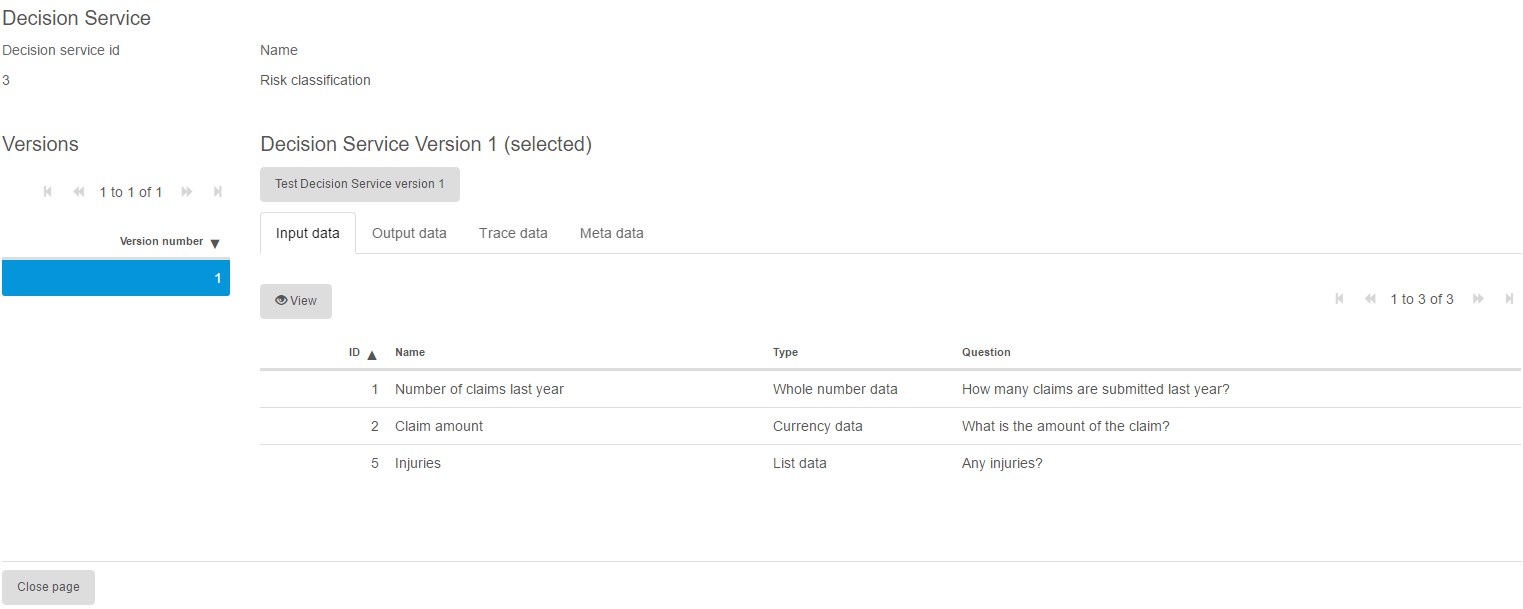 Decision Service
Decision service id Name
3 Risk classification
Versions Decision Service Version 1 (selected)
Test Decision Service version 1
1 to 1 of 1
Input data Output data Trace data Meta data
Version number
1
View 1 to 3 of 3
ID Name Type Question
1 Number of claims last year Whole number data How many claims are submitted last year?
2 Claim amount Currency data What is the amount of the claim?
5 Injuries List data Any injuries?
Close page